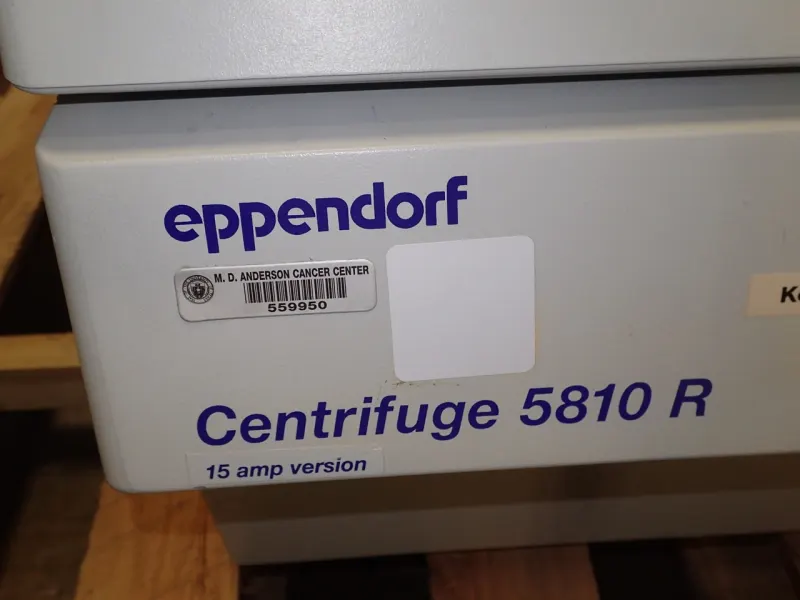 eppendorf
M. D. ANDERSON CANCER CENTER
559950
Centrifuge 5810 R
15 amp version